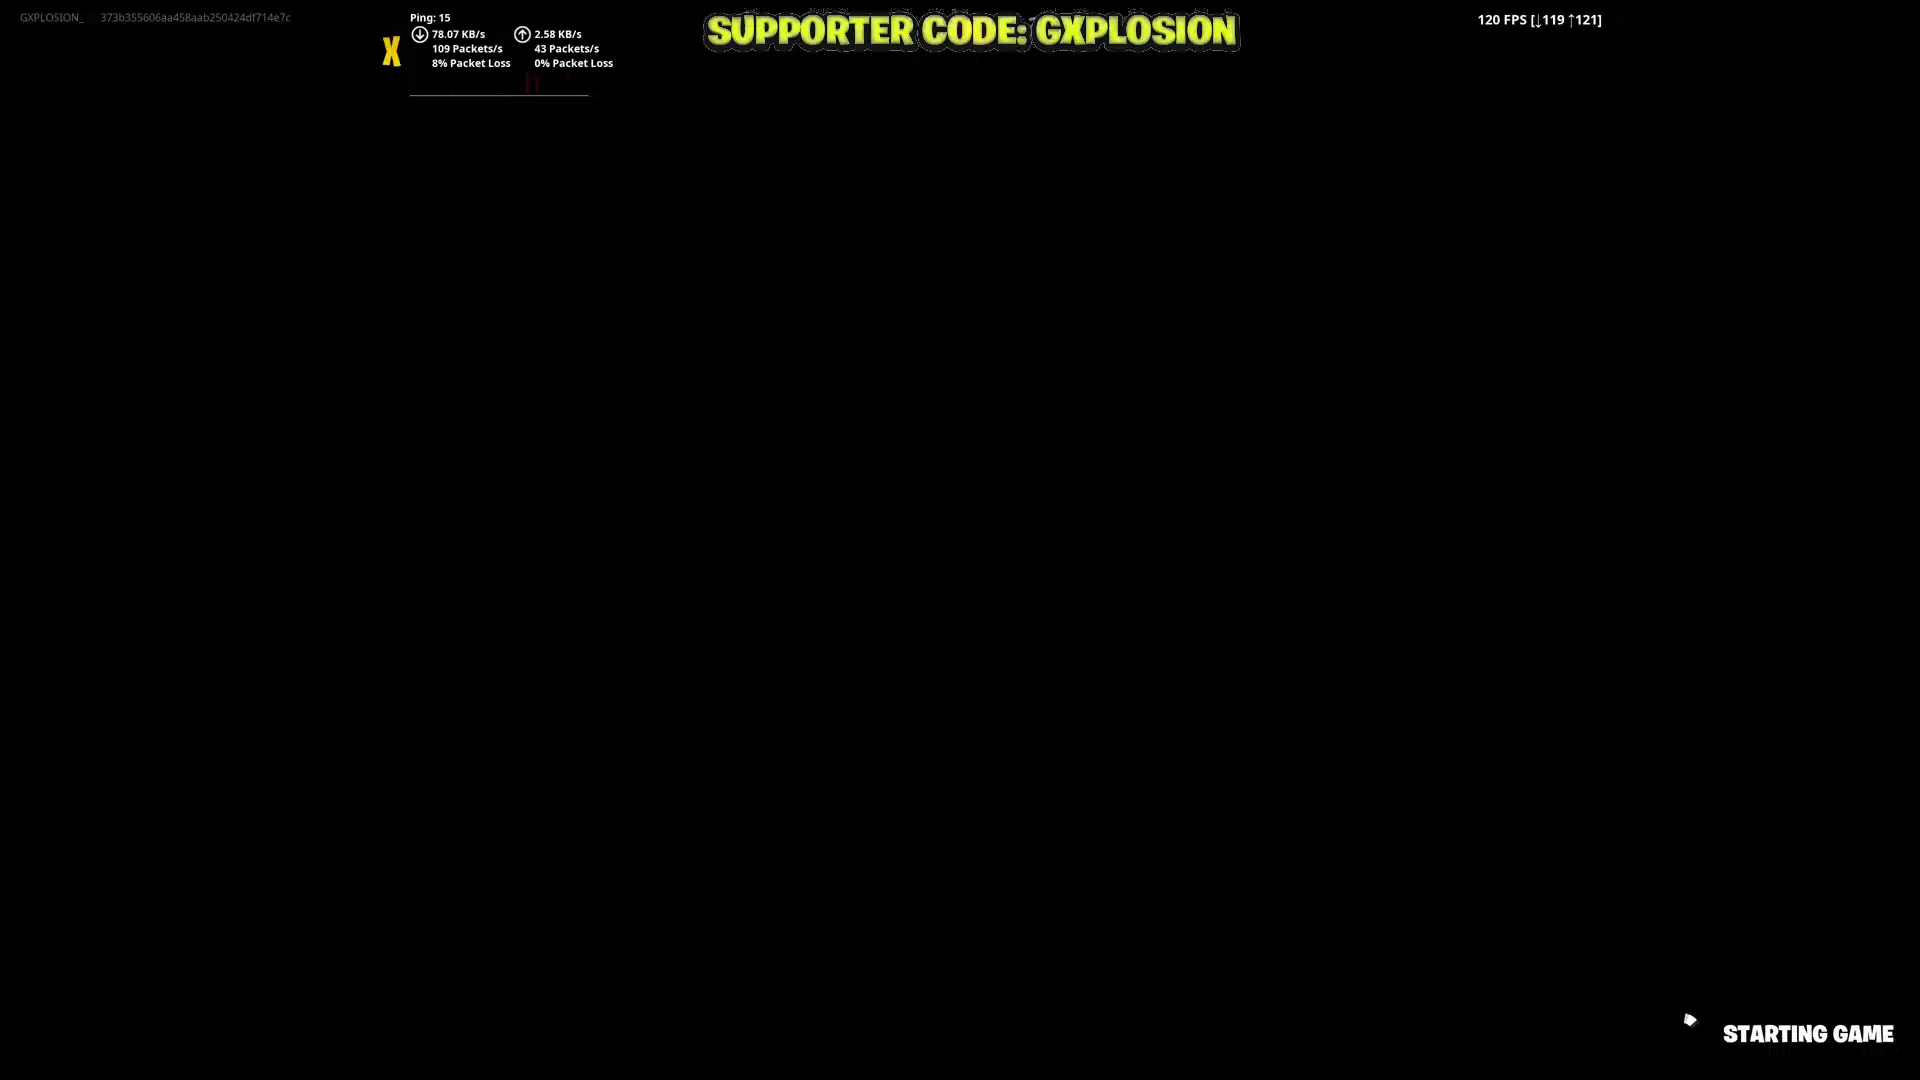 GXPLOSION_ 373b355606aa458aab250424df714e7c
Ping: 15
78.07 KB/s 2.58 KB/s
109 Packets/s 43 Packets/s
8% Packet Loss 0% Packet Loss
X
SUPPORTER CODE: GXPLOSION
120 FPS [↓119 ↑121]
STARTING GAME